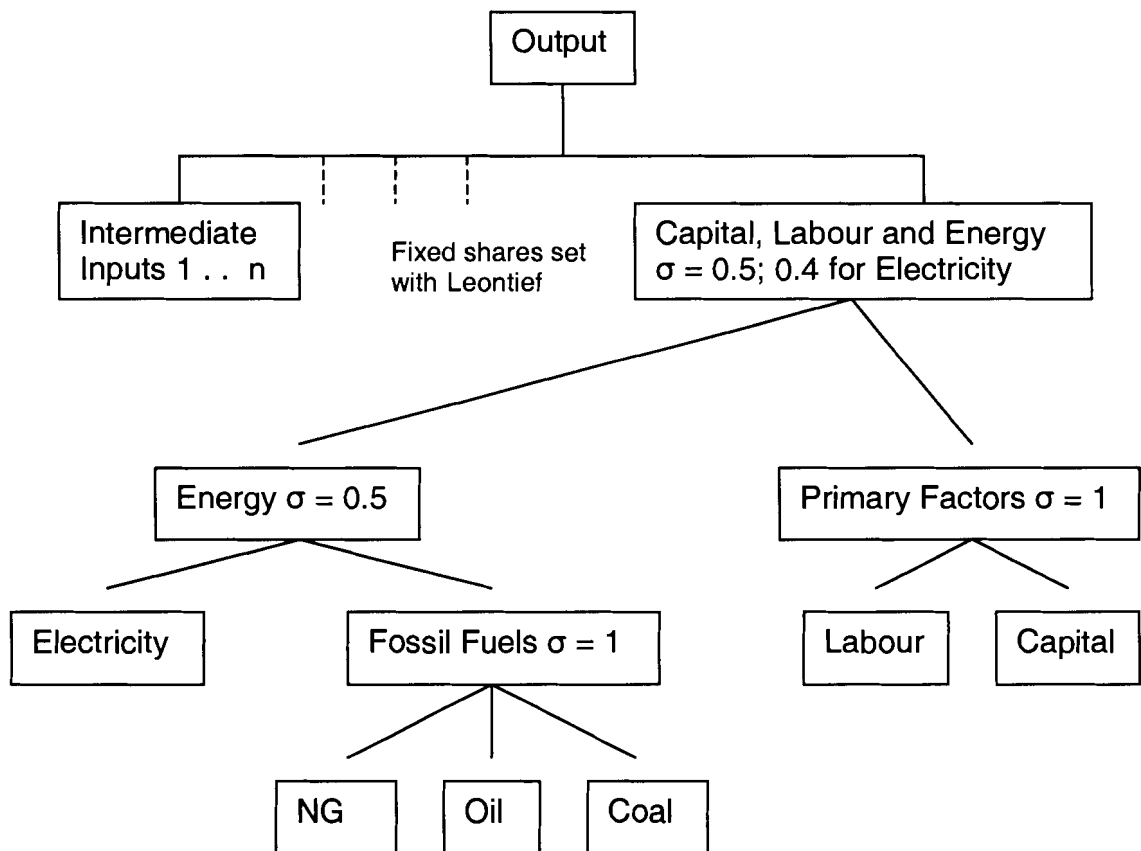 Output
Intermediate
Inputs 1 . . n
Fixed shares set
with Leontief
Capital, Labour and Energy
σ = 0.5; 0.4 for Electricity
Energy σ = 0.5
Primary Factors σ = 1
Electricity
Fossil Fuels σ = 1
Labour
Capital
NG
Oil
Coal